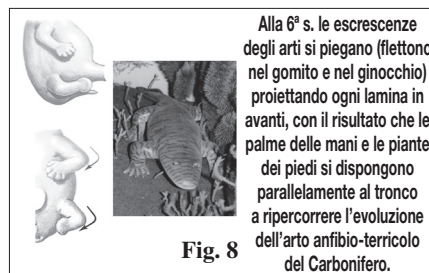 Alla 6ª s. le escrescenze
degli arti si piegano (flettono
nel gomito e nel ginocchio)
proiettando ogni lamina in
avanti, con il risultato che le
palme delle mani e le piante
dei piedi si dispongono
parallelamente al tronco
a ripercorrere l’evoluzione
dell’arto anfibio-terricolo
del Carbonifero.
Fig. 8